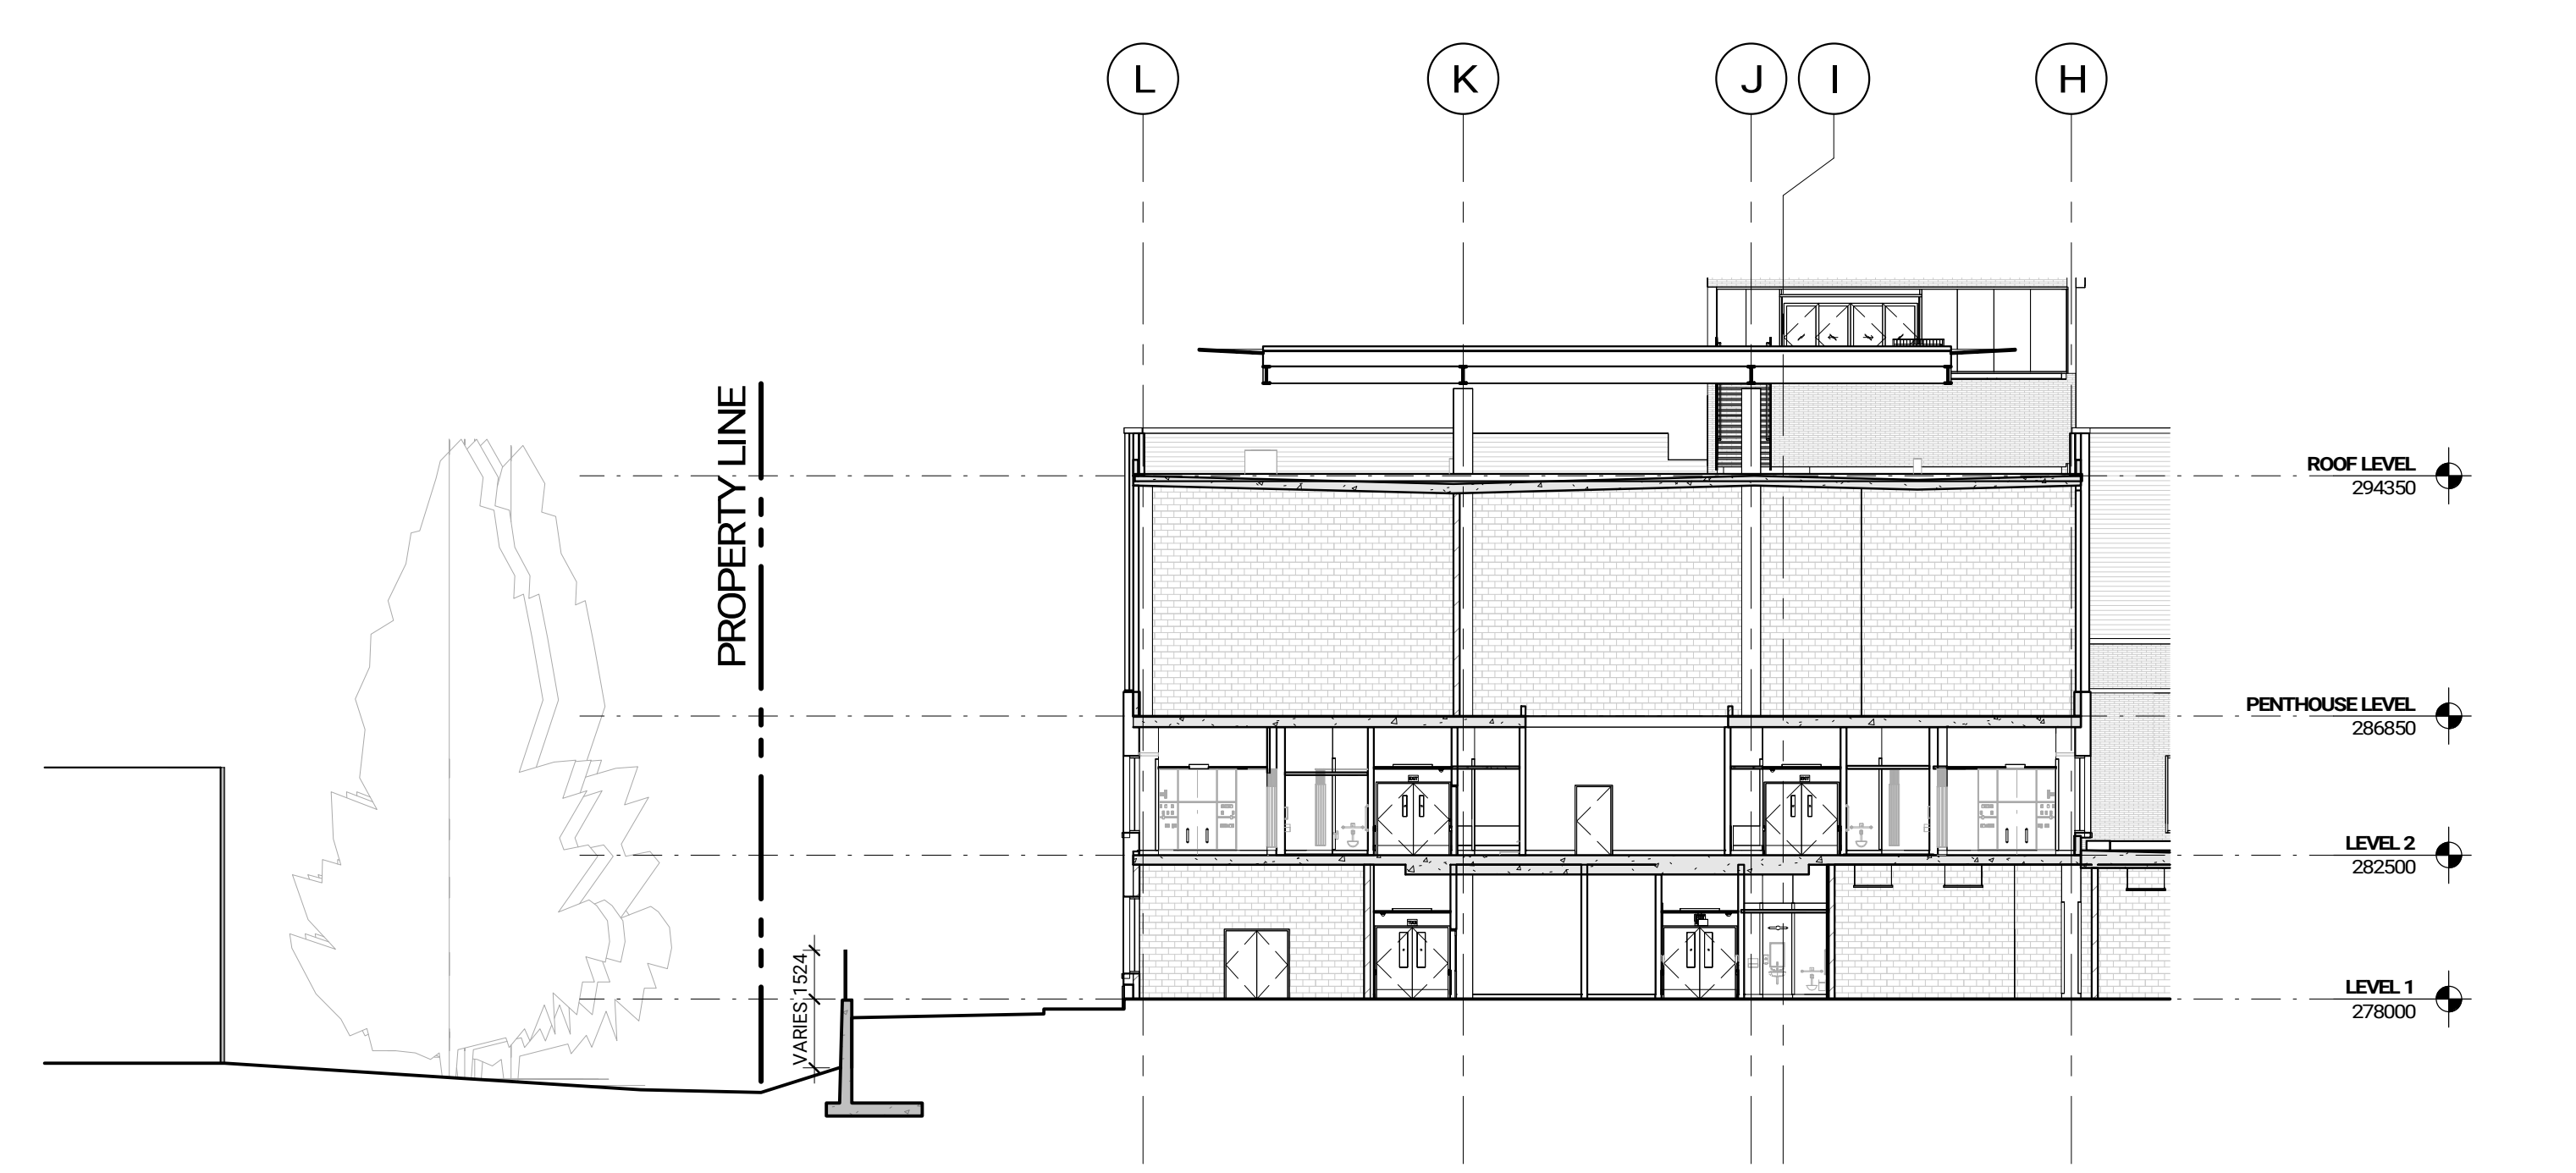 L K J I H
PROPERTY LINE
ROOF LEVEL
294350
PENTHOUSE LEVEL
286850
LEVEL 2
282500
VARIES 1524
LEVEL 1
278000